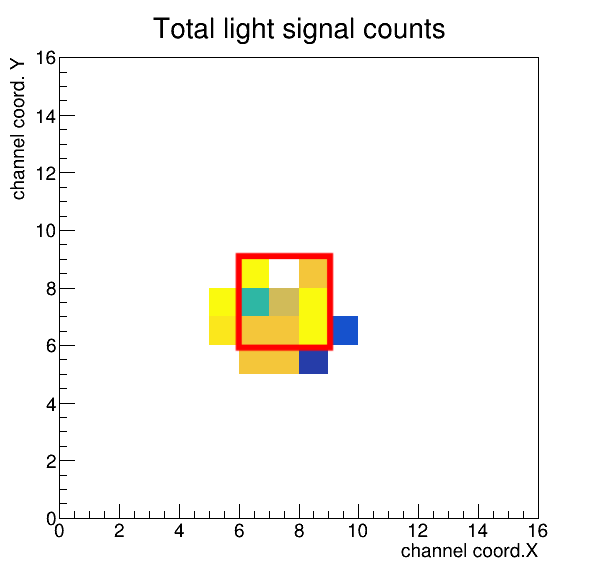 Total light signal counts
channel coord. Y
16
14
12
10
8
6
4
2
0
0 2 4 6 8 10 12 14 16
channel coord.X